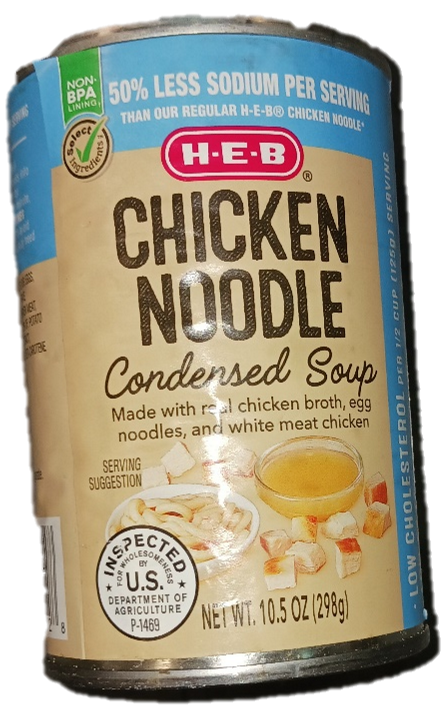 NON-
BPA
LINING†
Select
Ingredients
50% LESS SODIUM PER SERVING
THAN OUR REGULAR H-E-B® CHICKEN NOODLE*
H-E-B®
CHICKEN
NOODLE
Condensed Soup
Made with real chicken broth, egg
noodles, and white meat chicken
SERVING
SUGGESTION
INSPECTED
FOR WHOLESOMENESS
BY
U.S.
DEPARTMENT OF
AGRICULTURE
P-1469
NET WT. 10.5 OZ (298g)
• LOW CHOLESTEROL PER 1/2 CUP (125g) SERVING
8